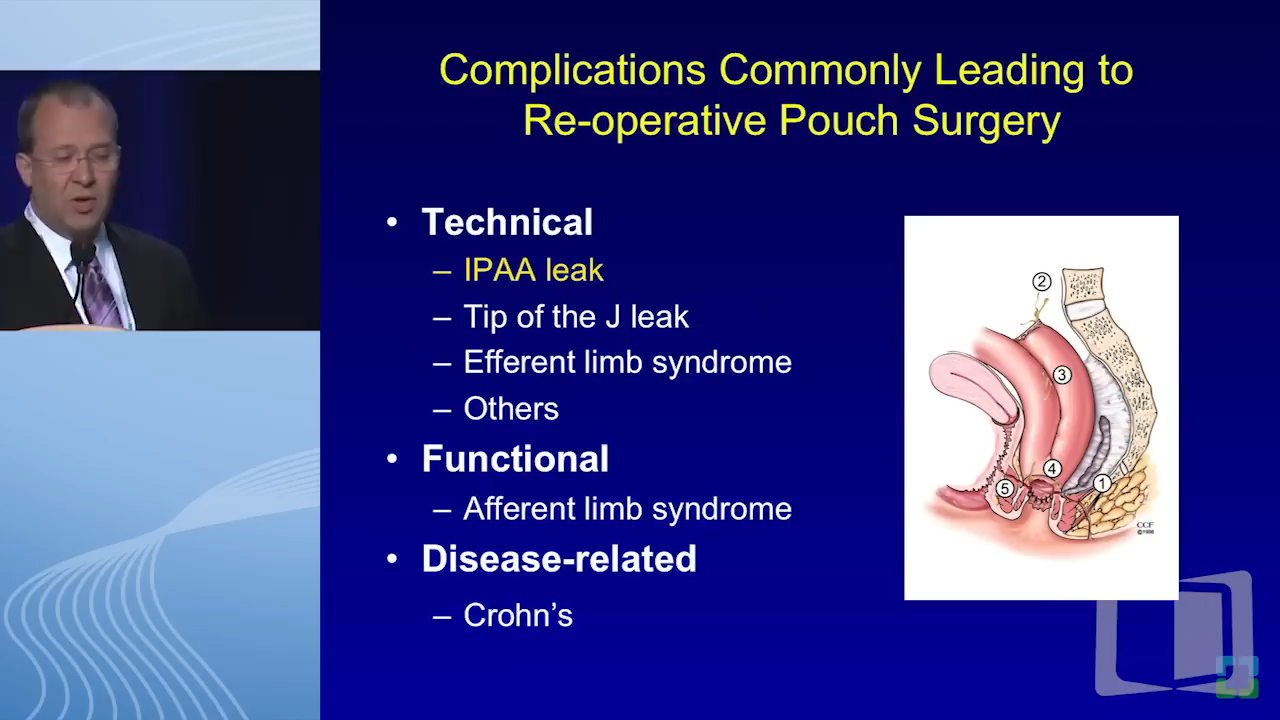 Complications Commonly Leading to
Re-operative Pouch Surgery
• Technical
– IPAA leak
– Tip of the J leak
– Efferent limb syndrome
– Others
• Functional
– Afferent limb syndrome
• Disease-related
– Crohn’s
2
3
4
5
1
CCF